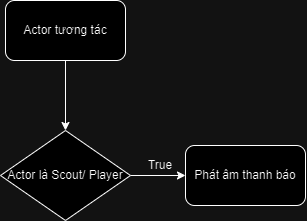 Actor tương tác
Actor là Scout/ Player
True
Phát âm thanh báo